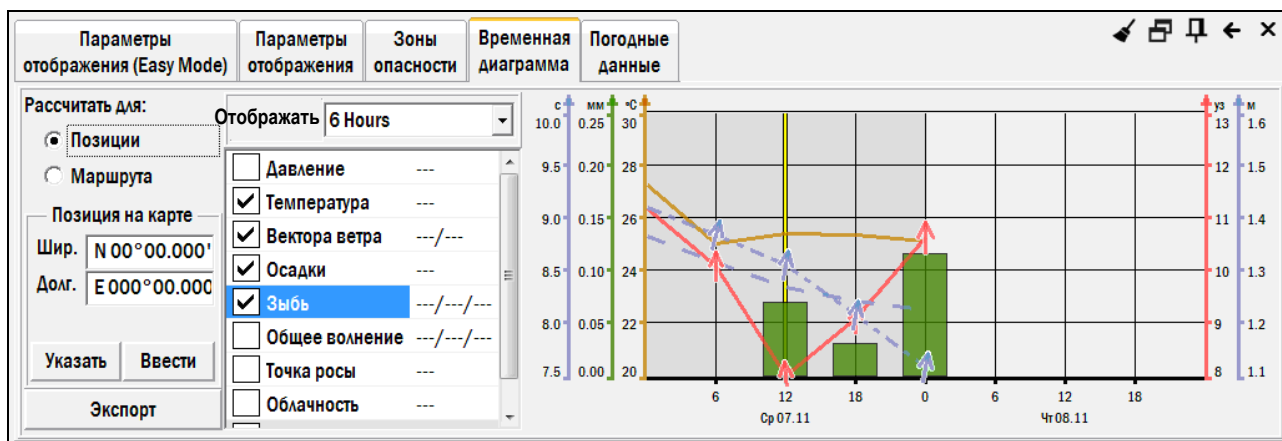 Параметры
отображения (Easy Mode)
Параметры
отображения
Зоны
опасности
Временная
диаграмма
Погодные
данные
Рассчитать для:
Позиции
Маршрута
Позиция на карте
Шир. N 00°00.000'
Долг. E 000°00.000
Указать Ввести
Экспорт
Отображать 6 Hours
Давление ---
Температура ---
Вектора ветра ---/---
Осадки ---
Зыбь ---/---/---
Общее волнение ---/---/---
Точка росы ---
Облачность ---
с мм °C уз м
10.0 0.25 30 13 1.6
9.5 0.20 28 12 1.5
9.0 0.15 26 11 1.4
8.5 0.10 24 10 1.3
8.0 0.05 22 9 1.2
7.5 0.00 20 8 1.1
6 12 18 0 6 12 18
Ср 07.11 Чт 08.11